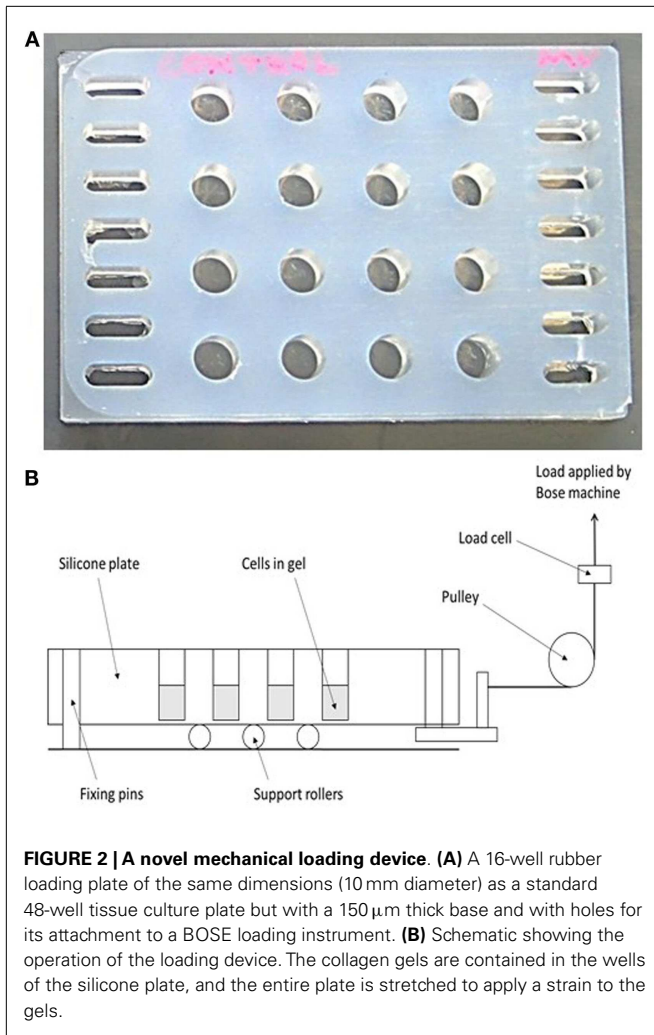 A
CONTROL
B
Load applied by
Bose machine
Load cell
Silicone plate
Cells in gel
Pulley
Fixing pins
Support rollers
FIGURE 2 | A novel mechanical loading device. (A) A 16-well rubber
loading plate of the same dimensions (10 mm diameter) as a standard
48-well tissue culture plate but with a 150 μm thick base and with holes for
its attachment to a BOSE loading instrument. (B) Schematic showing the
operation of the loading device. The collagen gels are contained in the wells
of the silicone plate, and the entire plate is stretched to apply a strain to the
gels.